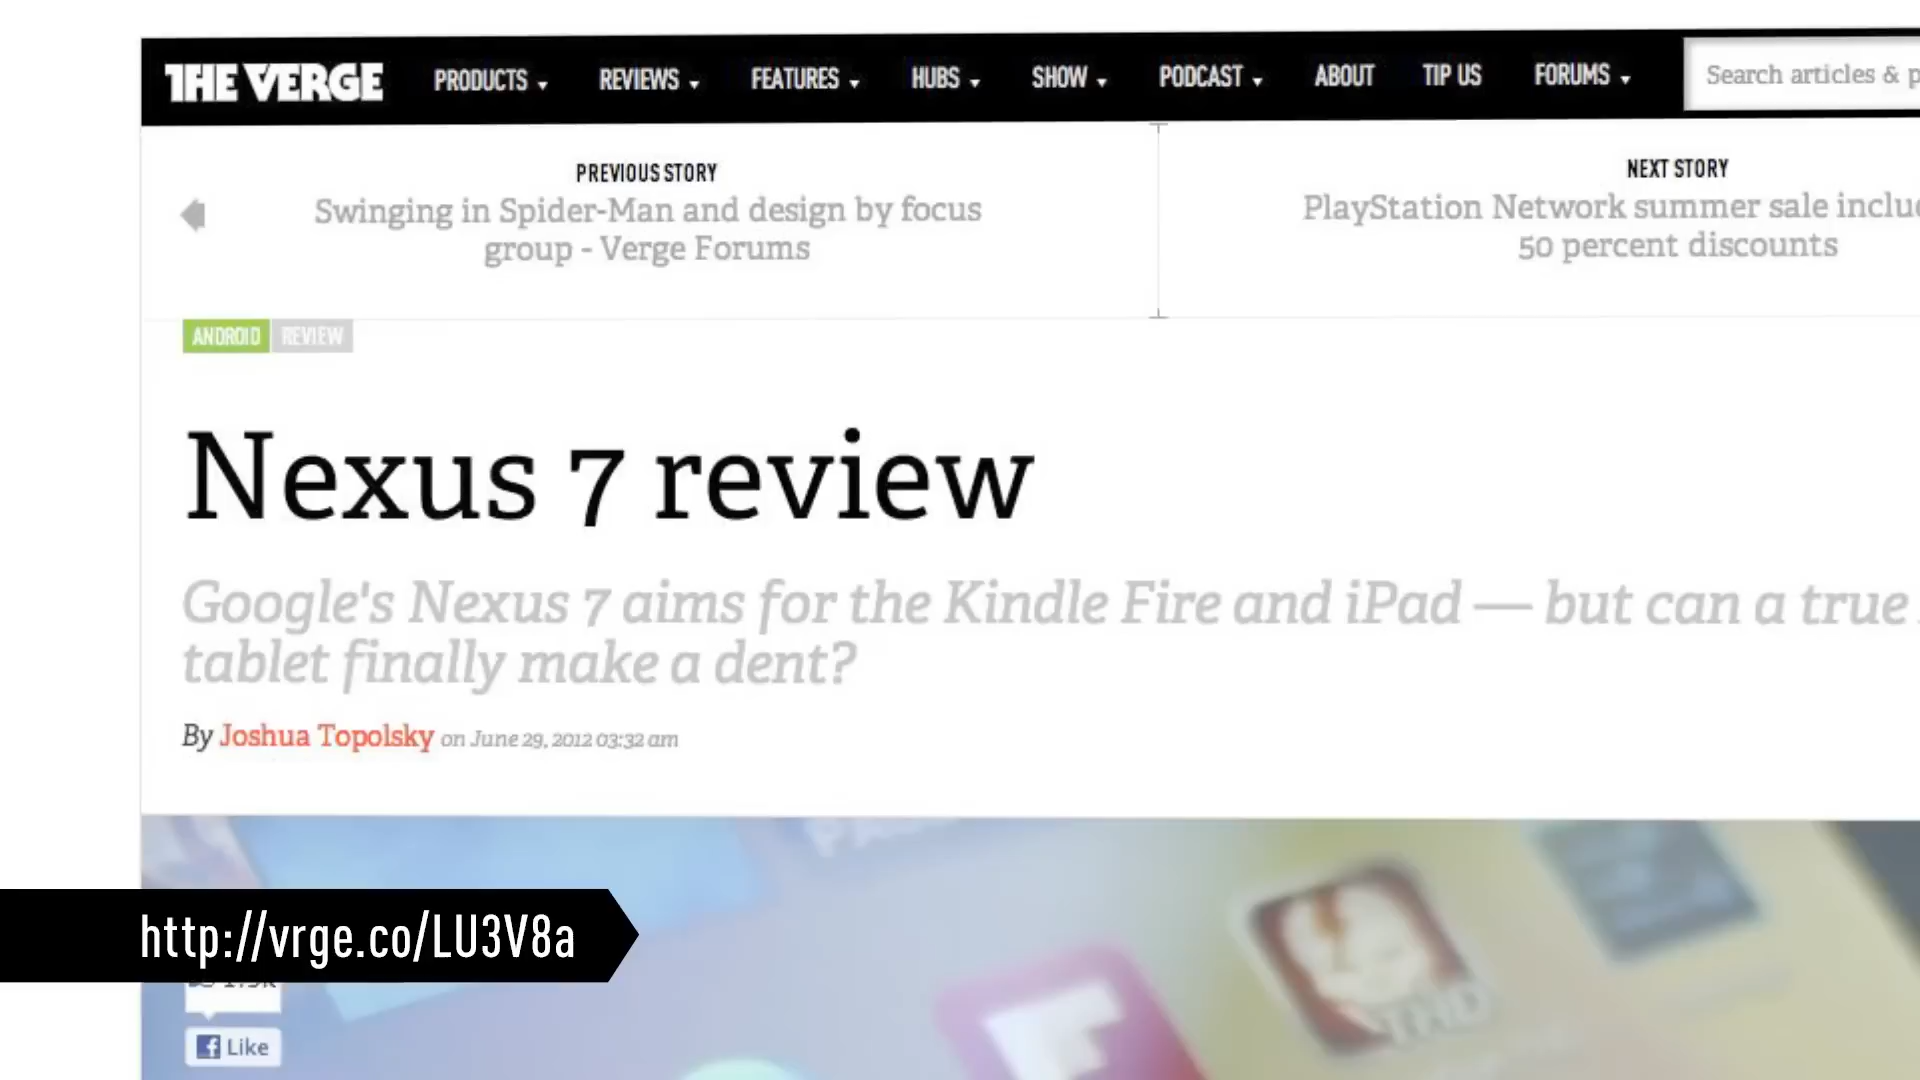 THE VERGE PRODUCTS REVIEWS FEATURES HUBS SHOW PODCAST ABOUT TIP US FORUMS Search articles &
PREVIOUS STORY
Swinging in Spider-Man and design by focus
group - Verge Forums
NEXT STORY
PlayStation Network summer sale
50 percent discounts
ANDROID REVIEW
Nexus 7 review
Google's Nexus 7 aims for the Kindle Fire and iPad — but can a true
tablet finally make a dent?
By Joshua Topolsky on June 29, 2012 03:32 am
http://vrge.co/LU3V8a
THD
Like